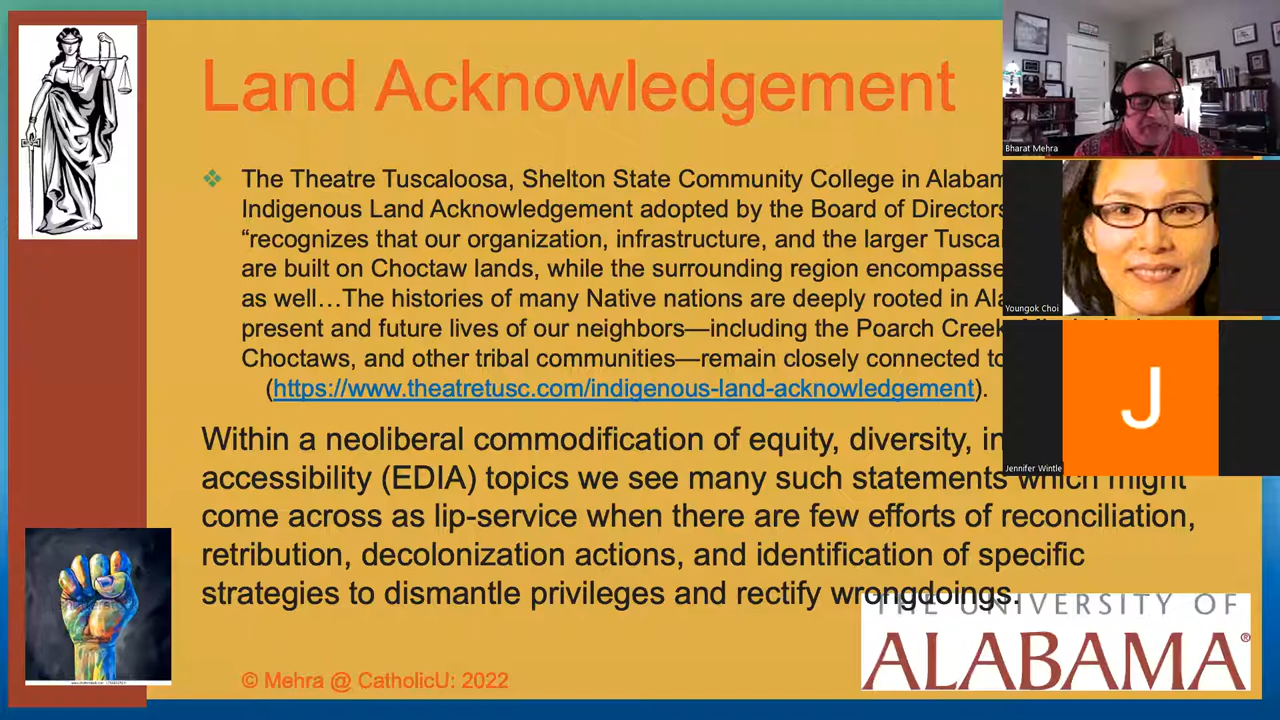 Land Acknowledgement
The Theatre Tuscaloosa, Shelton State Community College in Alabam
Indigenous Land Acknowledgement adopted by the Board of Directors
“recognizes that our organization, infrastructure, and the larger Tusca
are built on Choctaw lands, while the surrounding region encompasse
as well…The histories of many Native nations are deeply rooted in Ala
present and future lives of our neighbors—including the Poarch Creek
Choctaws, and other tribal communities—remain closely connected to
(https://www.theatretusc.com/indigenous-land-acknowledgement).
Within a neoliberal commodification of equity, diversity, in
accessibility (EDIA) topics we see many such statements which might
come across as lip-service when there are few efforts of reconciliation,
retribution, decolonization actions, and identification of specific
strategies to dismantle privileges and rectify wrongdoings.
THE UNIVERSITY OF
ALABAMA®
© Mehra @ CatholicU: 2022
Bharat Mehra
Youngok Choi
J
Jennifer Wintle